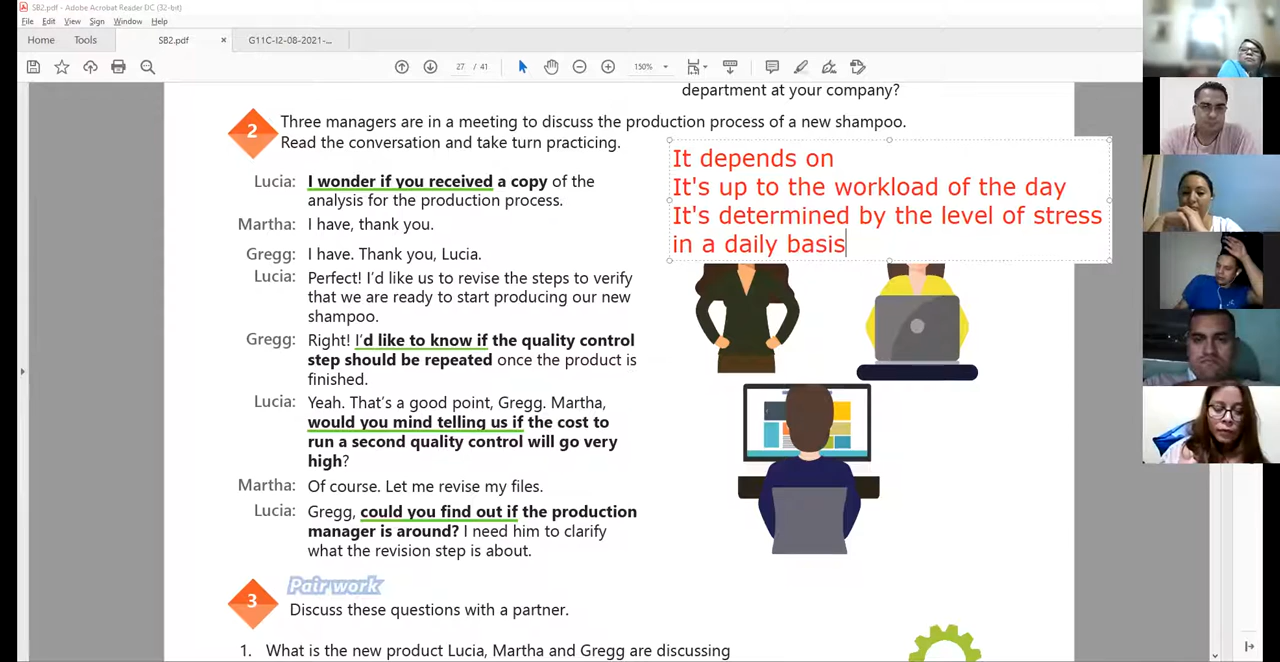 SB2.pdf - Adobe Acrobat Reader DC (32-bit)
File Edit View Sign Window Help
Home Tools SB2.pdf × G11C-I2-08-2021-...
27 / 41 150%
department at your company?
2 Three managers are in a meeting to discuss the production process of a new shampoo.
Read the conversation and take turn practicing.
It depends on
It's up to the workload of the day
It's determined by the level of stress
in a daily basis
Lucia: I wonder if you received a copy of the
analysis for the production process.
Martha: I have, thank you.
Gregg: I have. Thank you, Lucia.
Lucia: Perfect! I'd like us to revise the steps to verify
that we are ready to start producing our new
shampoo.
Gregg: Right! I'd like to know if the quality control
step should be repeated once the product is
finished.
Lucia: Yeah. That's a good point, Gregg. Martha,
would you mind telling us if the cost to
run a second quality control will go very
high?
Martha: Of course. Let me revise my files.
Lucia: Gregg, could you find out if the production
manager is around? I need him to clarify
what the revision step is about.
3 Pair work
Discuss these questions with a partner.
1. What is the new product Lucia, Martha and Gregg are discussing